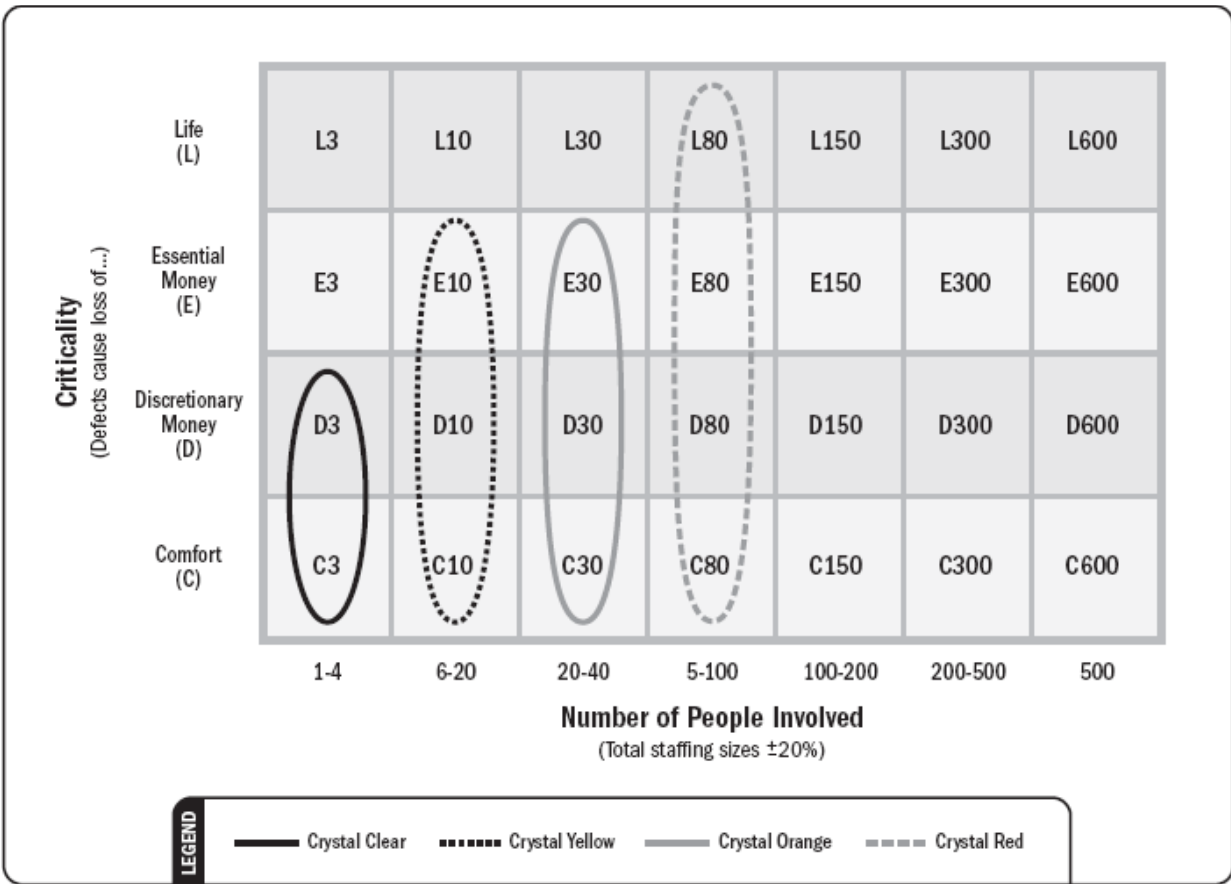 Life
(L)
L3 L10 L30 L80 L150 L300 L600
Essential
Money
(E)
E3 E10 E30 E80 E150 E300 E600
Criticality
(Defects cause loss of...)
Discretionary
Money
(D)
D3 D10 D30 D80 D150 D300 D600
Comfort
(C)
C3 C10 C30 C80 C150 C300 C600
1-4 6-20 20-40 5-100 100-200 200-500 500
Number of People Involved
(Total staffing sizes ±20%)
LEGEND
Crystal Clear Crystal Yellow Crystal Orange Crystal Red